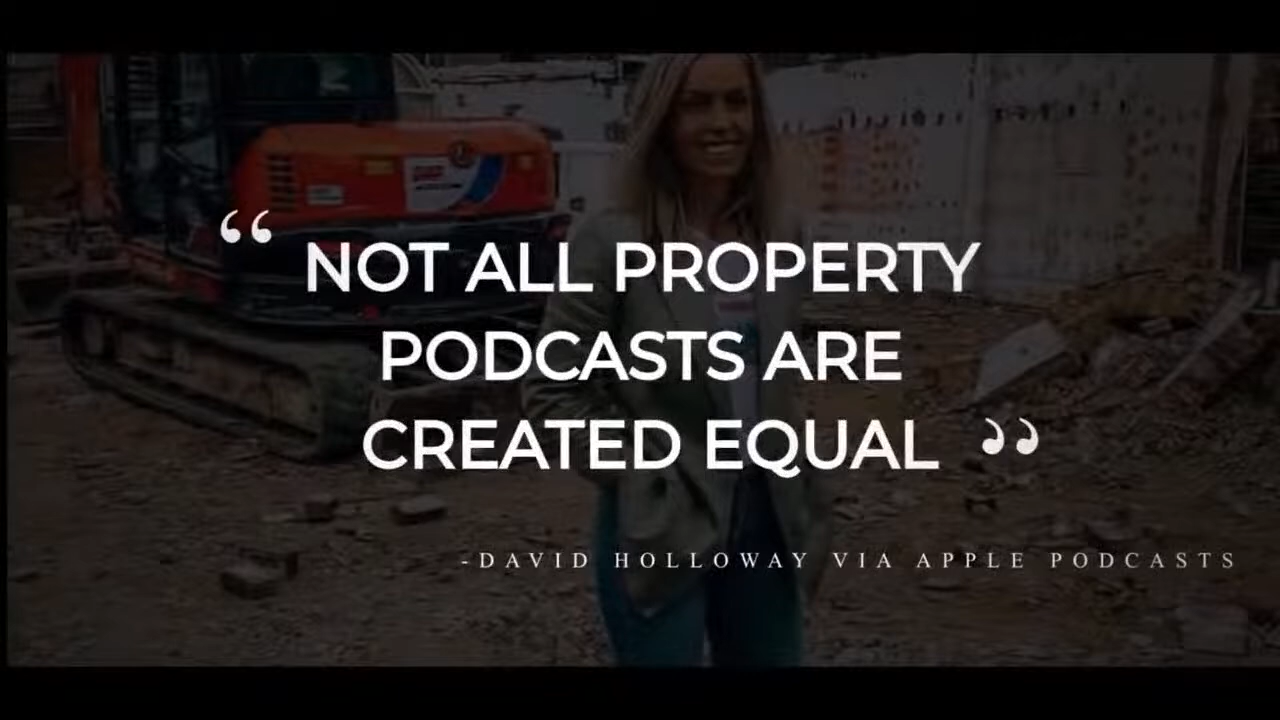 “ NOT ALL PROPERTY
PODCASTS ARE
CREATED EQUAL ”
-DAVID HOLLOWAY VIA APPLE PODCASTS